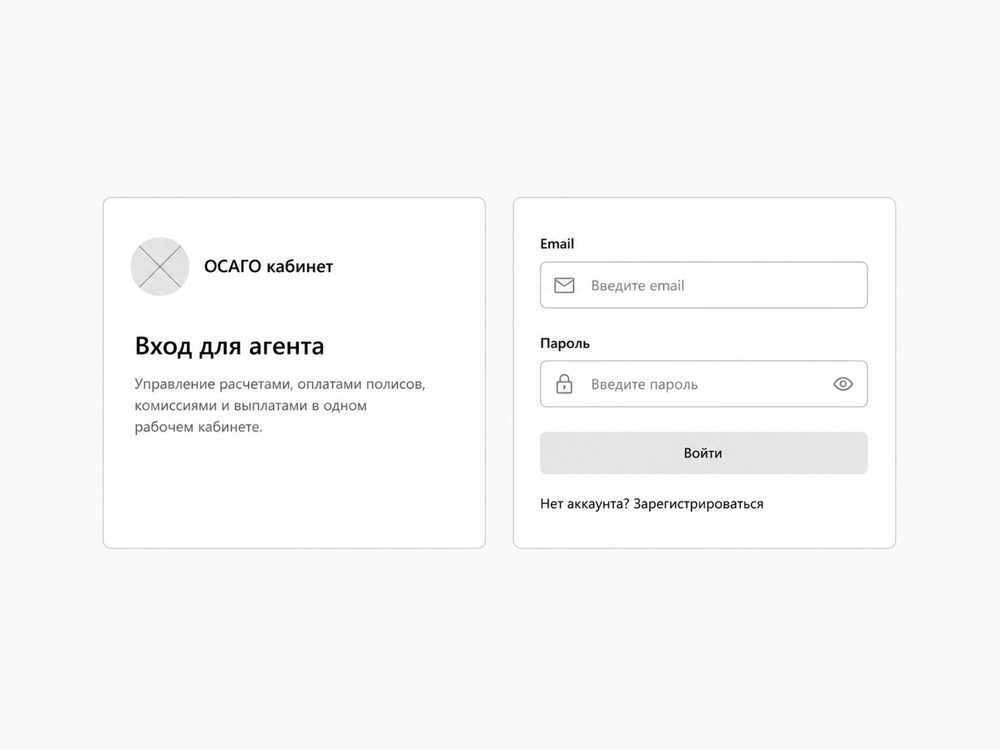 ОСАГО кабинет
Вход для агента
Управление расчетами, оплатами полисов,
комиссиями и выплатами в одном
рабочем кабинете.
Email
Введите email
Пароль
Введите пароль
Войти
Нет аккаунта? Зарегистрироваться